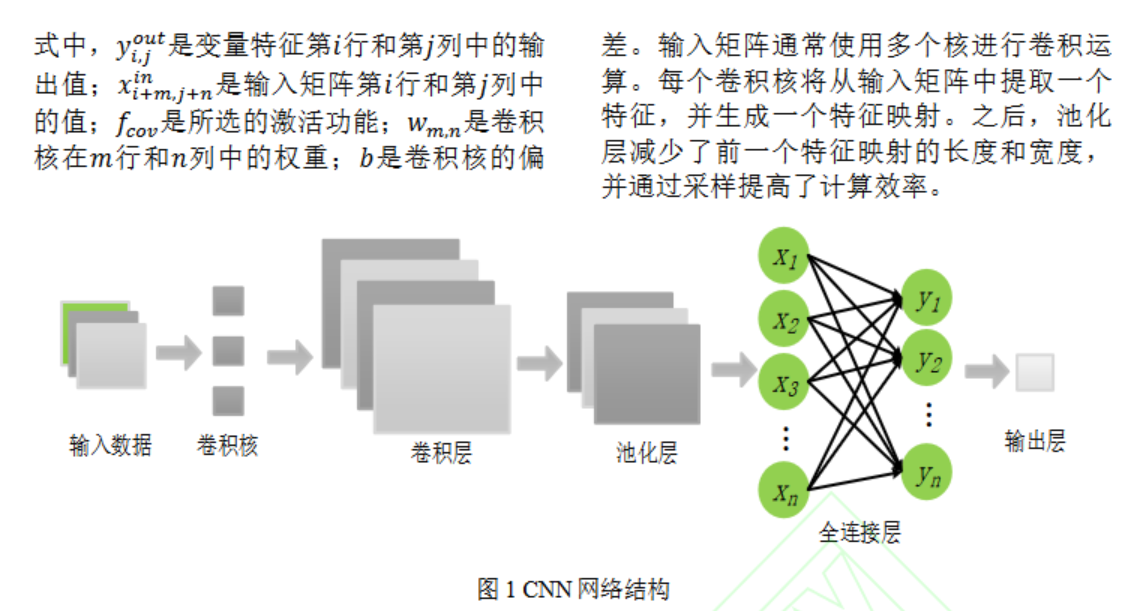 式中，$y_{i,j}^{out}$是变量特征第$i$行和第$j$列中的输
出值；$x_{i+m,j+n}^{in}$是输入矩阵第$i$行和第$j$列中
的值；$f_{cov}$是所选的激活功能；$w_{m,n}$是卷积
核在$m$行和$n$列中的权重；$b$是卷积核的偏
差。输入矩阵通常使用多个核进行卷积运
算。每个卷积核将从输入矩阵中提取一个
特征，并生成一个特征映射。之后，池化
层减少了前一个特征映射的长度和宽度，
并通过采样提高了计算效率。
输入数据
卷积核
卷积层
池化层
$x_1$
$x_2$
$x_3$
⋮
$x_n$
$y_1$
$y_2$
⋮
$y_n$
全连接层
输出层
图 1 CNN 网络结构